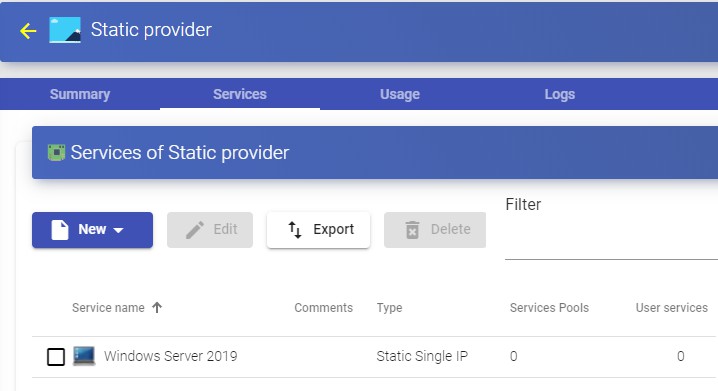 Static provider
Summary Services Usage Logs
Services of Static provider
Filter
New Edit Export Delete
Service name Comments Type Services Pools User services
Windows Server 2019 Static Single IP 0 0